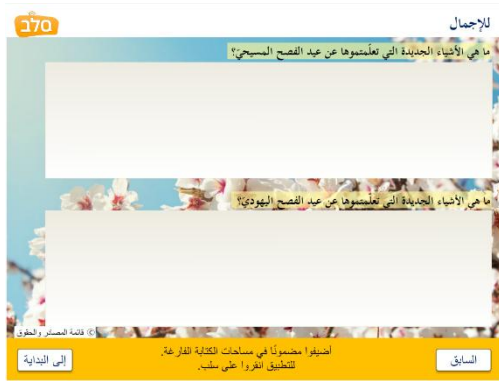 للإجمال
סלב
ما هي الأشياء الجديدة التي تعلّمتموها عن عيد الفصح المسيحيّ؟
ما هي الأشياء الجديدة التي تعلّمتموها عن عيد الفصح اليهوديّ؟
© قائمة المصادر والحقوق
أضيفوا مضمونًا في مساحات الكتابة الفارغة.
للتطبيق انقروا على سلب.
السابق
إلى البداية